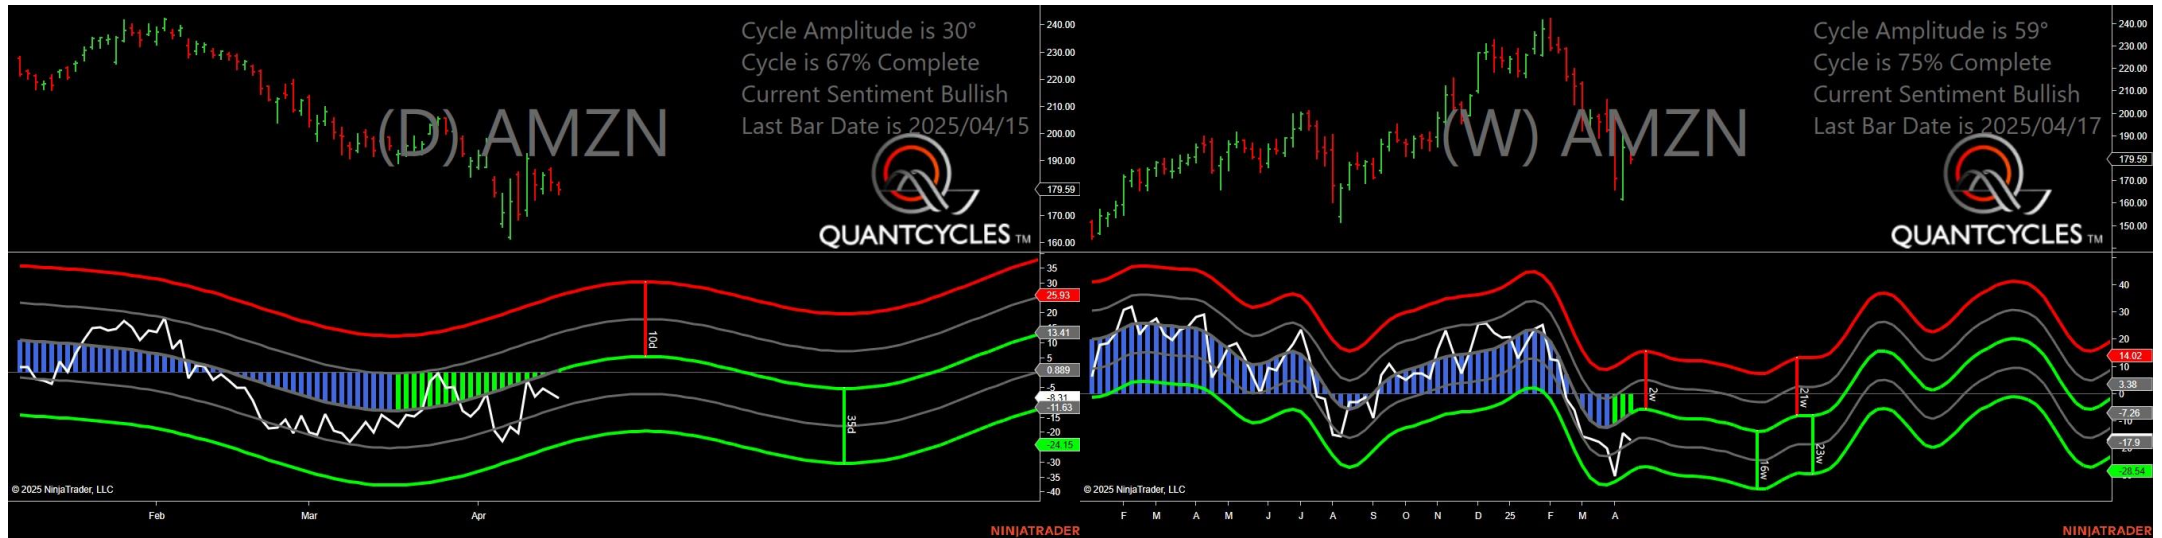 Cycle Amplitude is 30°
Cycle is 67% Complete
Current Sentiment Bullish
Last Bar Date is 2025/04/15
(D) AMZN
QUANTCYCLES TM
240.00
230.00
220.00
210.00
200.00
190.00
179.59
170.00
160.00
35
30
25.93
20
13.41
10
5
0.889
-5
-8.31
-11.63
-15
-20
-24.15
-30
-35
-40
10d
35d
© 2025 NinjaTrader, LLC
Feb Mar Apr
NINJATRADER
Cycle Amplitude is 59°
Cycle is 75% Complete
Current Sentiment Bullish
Last Bar Date is 2025/04/17
(W) AMZN
QUANTCYCLES TM
240.00
230.00
220.00
210.00
200.00
190.00
179.59
170.00
160.00
150.00
40
30
20
14.02
10
3.38
0
-7.26
-10
-17.9
-28.54
2w
21w
16w
23w
© 2025 NinjaTrader, LLC
F M A M J J A S O N D 25 F M A
NINJATRADER